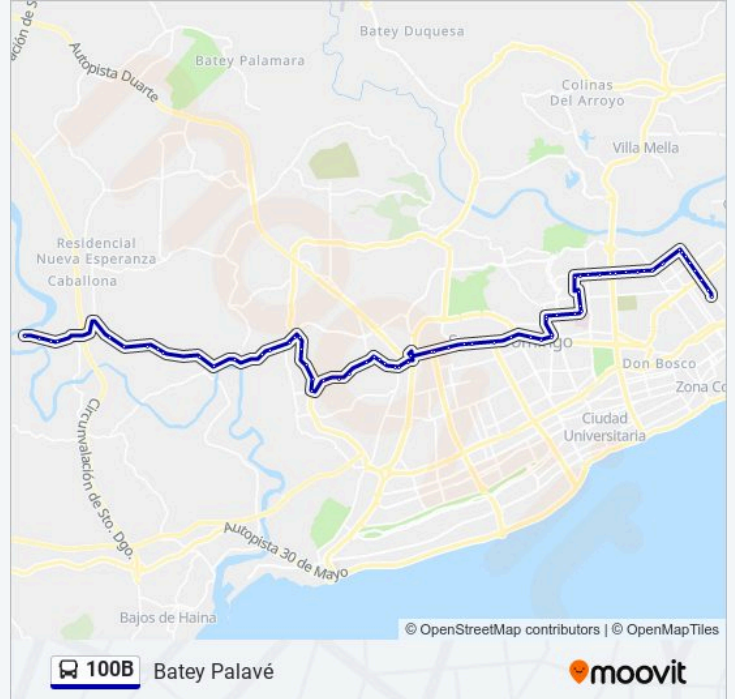 ación de S
Autopista Duarte
Batey Palamara
Batey Duquesa
Colinas
Del Arroyo
Villa Mella
Residencial
Nueva Esperanza
Caballona
Don Bosco
Zona Co
Ciudad
Universitaria
Circunvalación de Sto. Dgo.
Autopista 30 de Mayo
Bajos de Haina
© OpenStreetMap contributors | © OpenMapTiles
100B Batey Palavé
moovit